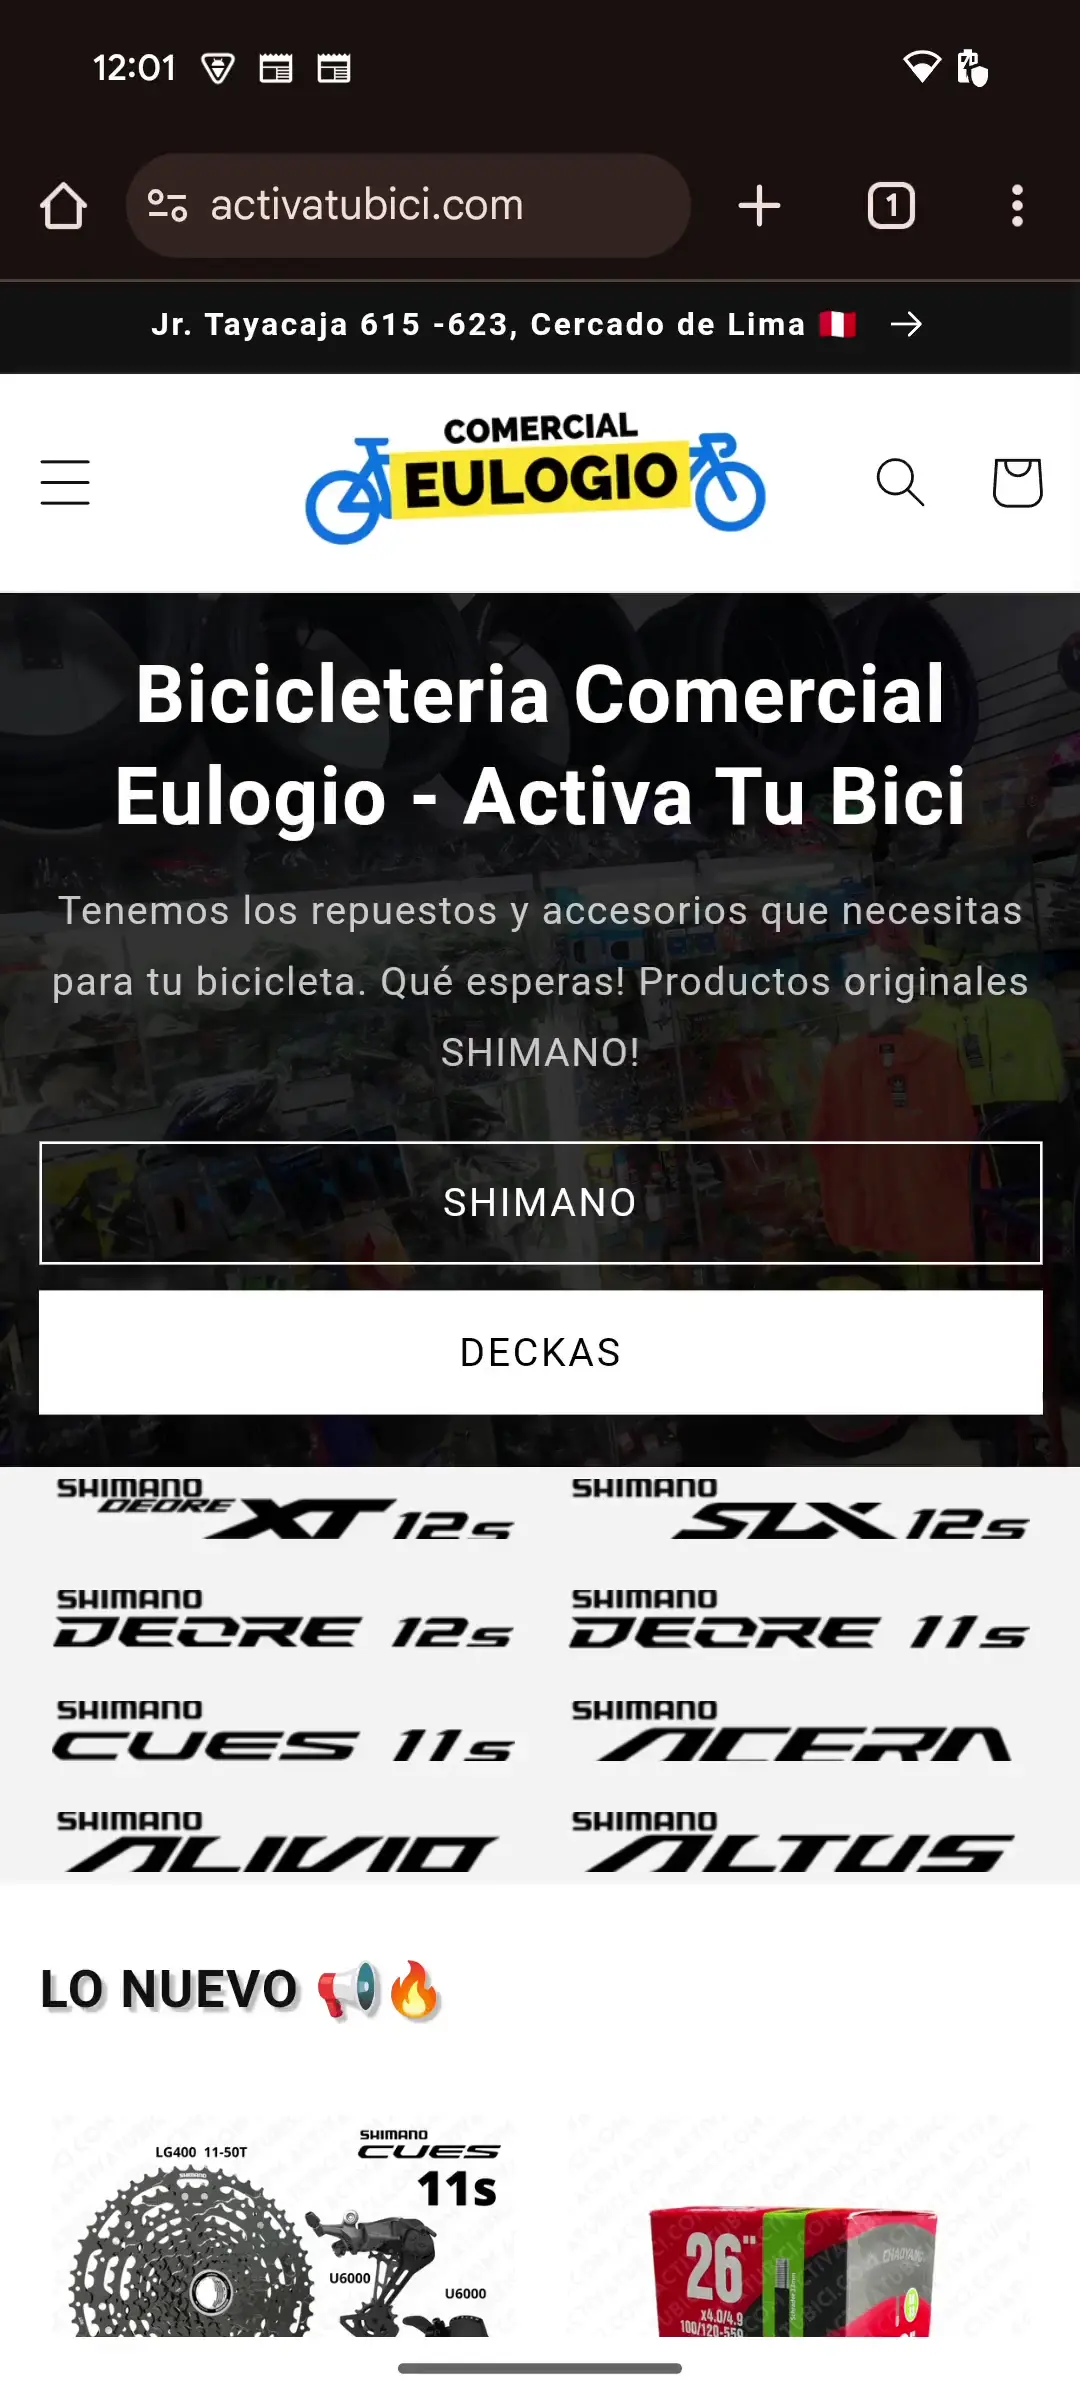 12:01
activatubici.com
1
Jr. Tayacaja 615 -623, Cercado de Lima 🇵🇪 →
COMERCIAL
EULOGIO
Bicicleteria Comercial
Eulogio - Activa Tu Bici
Tenemos los repuestos y accesorios que necesitas
para tu bicicleta. Qué esperas! Productos originales
SHIMANO!
SHIMANO
DECKAS
SHIMANO
DEORE XT 12s
SHIMANO
SLX 12s
SHIMANO
DEORE 12s
SHIMANO
DEORE 11s
SHIMANO
CUES 11s
SHIMANO
ACERA
SHIMANO
ALIVIO
SHIMANO
ALTUS
LO NUEVO 📢🔥
LG400 11-50T
SHIMANO
CUES
11s
U6000
U6000
26"
x4.0/4.9
100/120-559
CHAOYANG